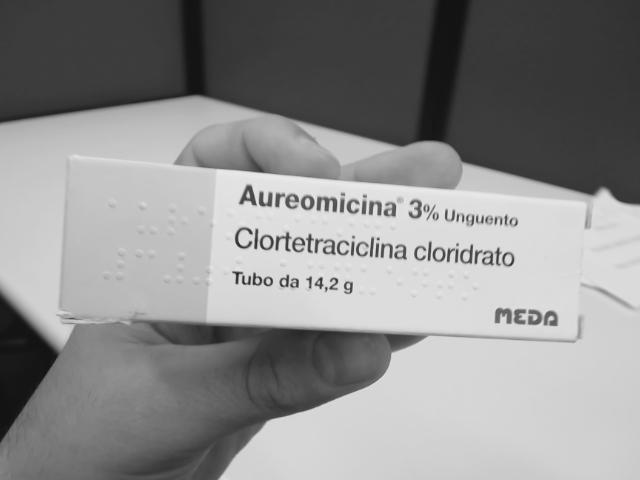 Aureomicina® 3% Unguento
Clortetraciclina cloridrato
Tubo da 14,2 g
MEDA